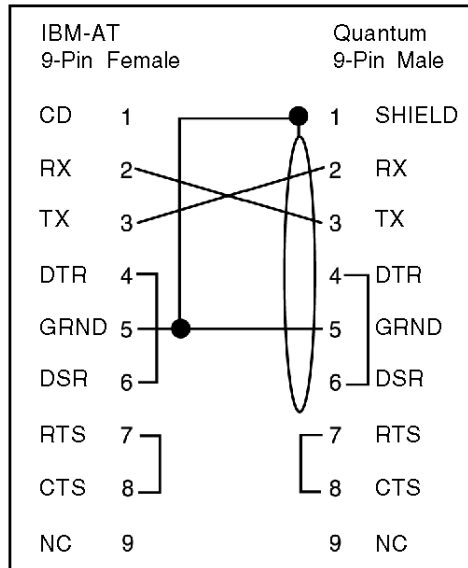 IBM-AT Quantum
9-Pin Female 9-Pin Male
CD 1 1 SHIELD
RX 2 2 RX
TX 3 3 TX
DTR 4 4 DTR
GRND 5 5 GRND
DSR 6 6 DSR
RTS 7 7 RTS
CTS 8 8 CTS
NC 9 9 NC